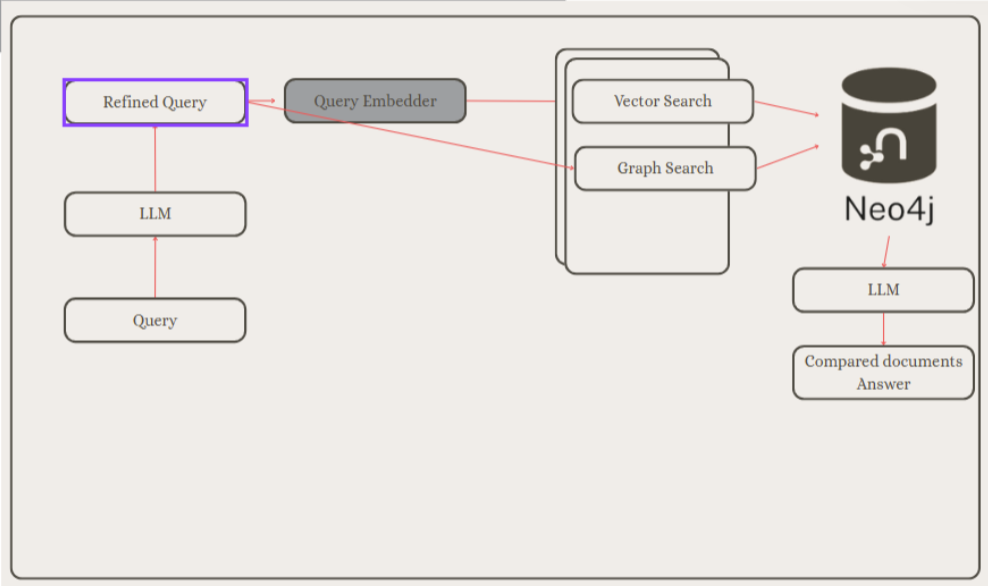 Refined Query
Query Embedder
Vector Search
Graph Search
Neo4j
LLM
Query
LLM
Compared documents
Answer